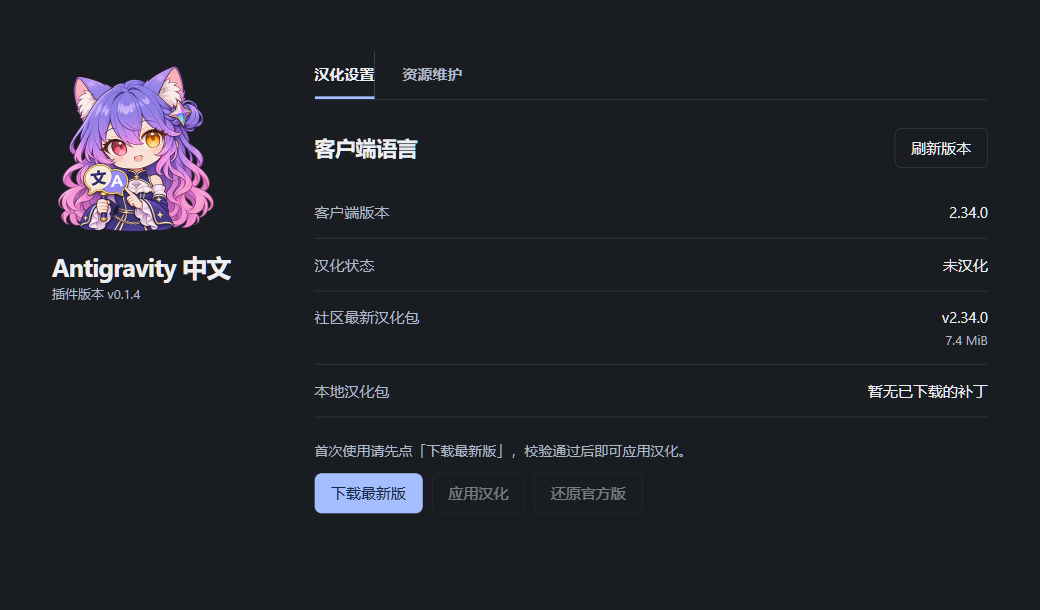 汉化设置
资源维护
客户端语言
刷新版本
客户端版本
2.34.0
汉化状态
未汉化
社区最新汉化包
v2.34.0
7.4 MiB
本地汉化包
暂无已下载的补丁
首次使用请先点「下载最新版」，校验通过后即可应用汉化。
下载最新版
应用汉化
还原官方版
文
A
Antigravity 中文
插件版本 v0.1.4